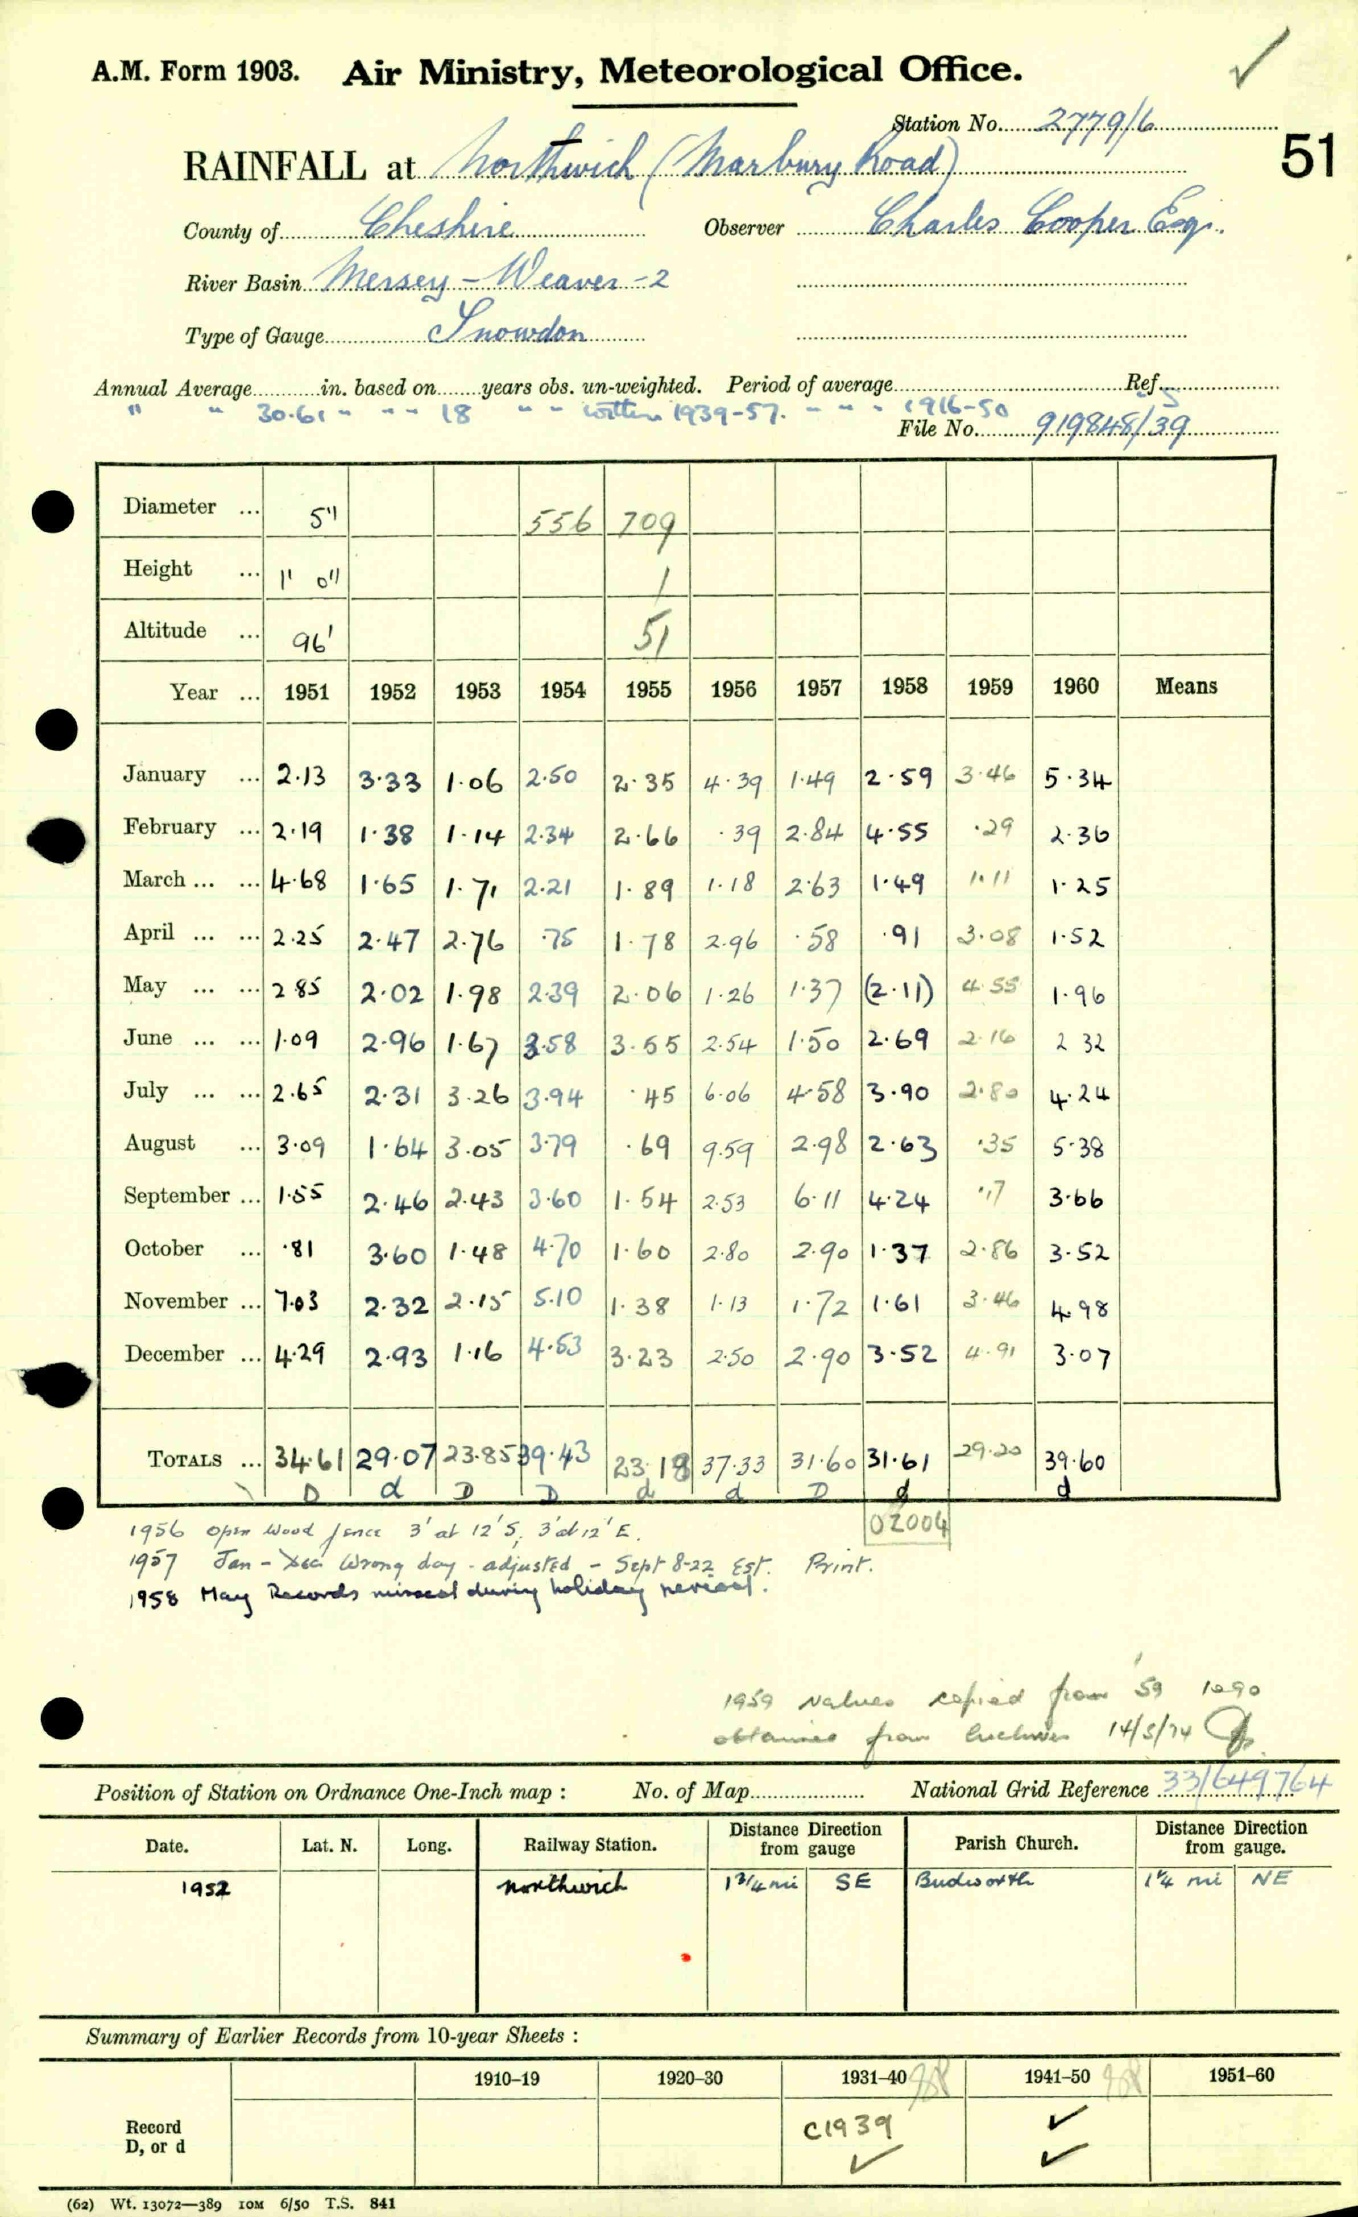 A.M. Form 1903. Air Ministry, Meteorological Office.
Station No. 2779/6
RAINFALL at Northwich (Marbury Road)
51
County of Cheshire Observer Charles Cooper Esq.
River Basin Mersey - Weaver - 2
Type of Gauge Snowdon
Annual Average in. based on years obs. un-weighted. Period of average Ref.
" " 30.61 " " " 18 " " within 1939-57. " " " 1916-50
File No. 919848/39
Diameter ... 5" 556 709
Height ... 1' 0" 1
Altitude ... 96' 51
Year ... 1951 1952 1953 1954 1955 1956 1957 1958 1959 1960 Means
January ... 2.13 3.33 1.06 2.50 2.35 4.39 1.49 2.59 3.46 5.34
February ... 2.19 1.38 1.14 2.34 2.66 .39 2.84 4.55 .29 2.36
March ... ... 4.68 1.65 1.71 2.21 1.89 1.18 2.63 1.49 1.11 1.25
April ... ... 2.25 2.47 2.76 .75 1.78 2.96 .58 .91 3.08 1.52
May ... ... 2 85 2.02 1.98 2.39 2.06 1.26 1.37 (2.11) 4.55 1.96
June ... ... 1.09 2.96 1.67 3.58 3.55 2.54 1.50 2.69 2.16 2 32
July ... ... 2.65 2.31 3.26 3.94 .45 6.06 4.58 3.90 2.80 4.24
August ... 3.09 1.64 3.05 3.79 .69 9.59 2.98 2.63 .35 5.38
September ... 1.55 2.46 2.43 3.60 1.54 2.53 6.11 4.24 .17 3.66
October ... .81 3.60 1.48 4.70 1.60 2.80 2.90 1.37 2.86 3.52
November ... 7.03 2.32 2.15 5.10 1.38 1.13 1.72 1.61 3.46 4.98
December ... 4.29 2.93 1.16 4.53 3.23 2.50 2.90 3.52 4.91 3.07
TOTALS ... 34.61 29.07 23.85 39.43 23.18 37.33 31.60 31.61 29.20 39.60
D d D D d d D d d
02004
1956 Open wood fence 3' at 12' S, 3' at 12' E.
1957 Jan - Dec Wrong day - adjusted - Sept 8-22 Est. Print.
1958 May Records missed during holiday period.
1959 values copied from '59 1090
obtained from Archives 14/3/74
Position of Station on Ordnance One-Inch map : No. of Map National Grid Reference 33/649764
Date. Lat. N. Long. Railway Station. Distance from Direction gauge Parish Church. Distance from Direction gauge.
1952 Northwich 1 3/4 mi SE Budworth 1 1/4 mi NE
Summary of Earlier Records from 10-year Sheets :
1910–19 1920–30 1931–40 1941–50 1951–60
Record C1939
D, or d
(62) Wt. 13072—389 10M 6/50 T.S. 841